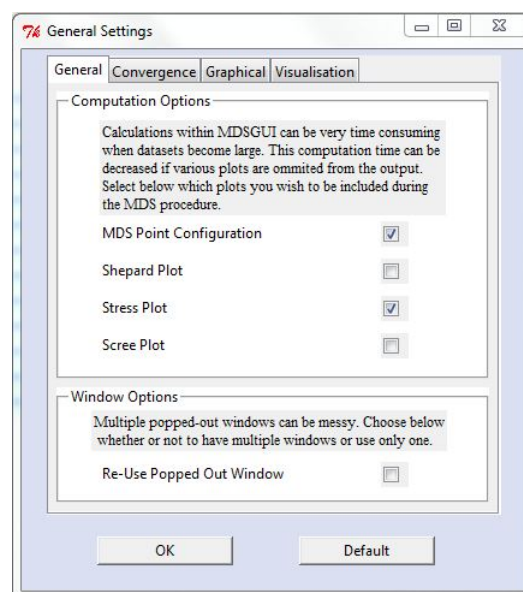 General Settings
General Convergence Graphical Visualisation
Computation Options
Calculations within MDSGUI can be very time consuming
when datasets become large. This computation time can be
decreased if various plots are ommited from the output.
Select below which plots you wish to be included during
the MDS procedure.
MDS Point Configuration
Shepard Plot
Stress Plot
Scree Plot
Window Options
Multiple popped-out windows can be messy. Choose below
whether or not to have multiple windows or use only one.
Re-Use Popped Out Window
OK Default